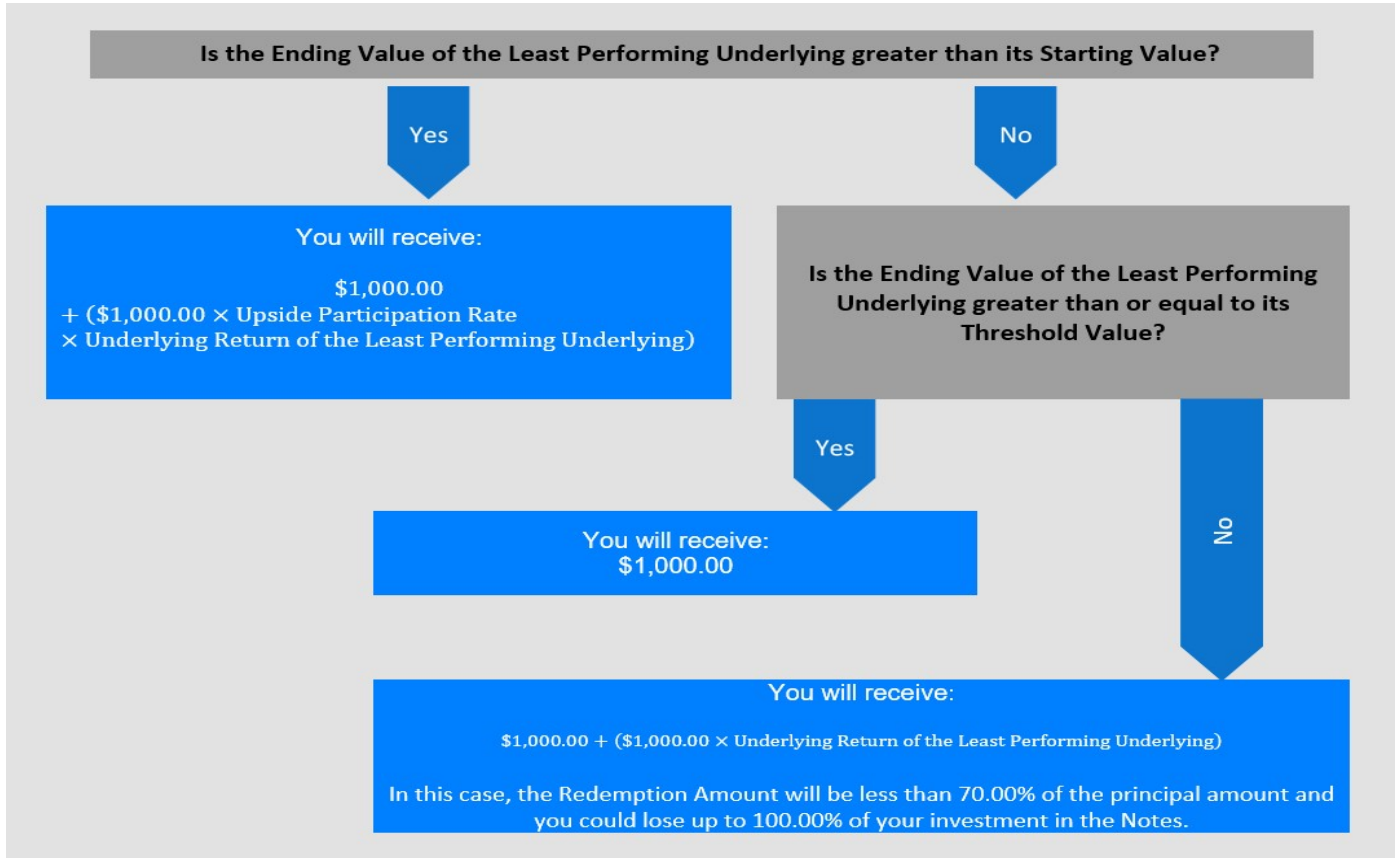 Is the Ending Value of the Least Performing Underlying greater than its Starting Value?
Yes
No
You will receive:
$1,000.00
+ ($1,000.00 × Upside Participation Rate
× Underlying Return of the Least Performing Underlying)
Is the Ending Value of the Least Performing
Underlying greater than or equal to its
Threshold Value?
Yes
No
You will receive:
$1,000.00
You will receive:
$1,000.00 + ($1,000.00 × Underlying Return of the Least Performing Underlying)
In this case, the Redemption Amount will be less than 70.00% of the principal amount and
you could lose up to 100.00% of your investment in the Notes.